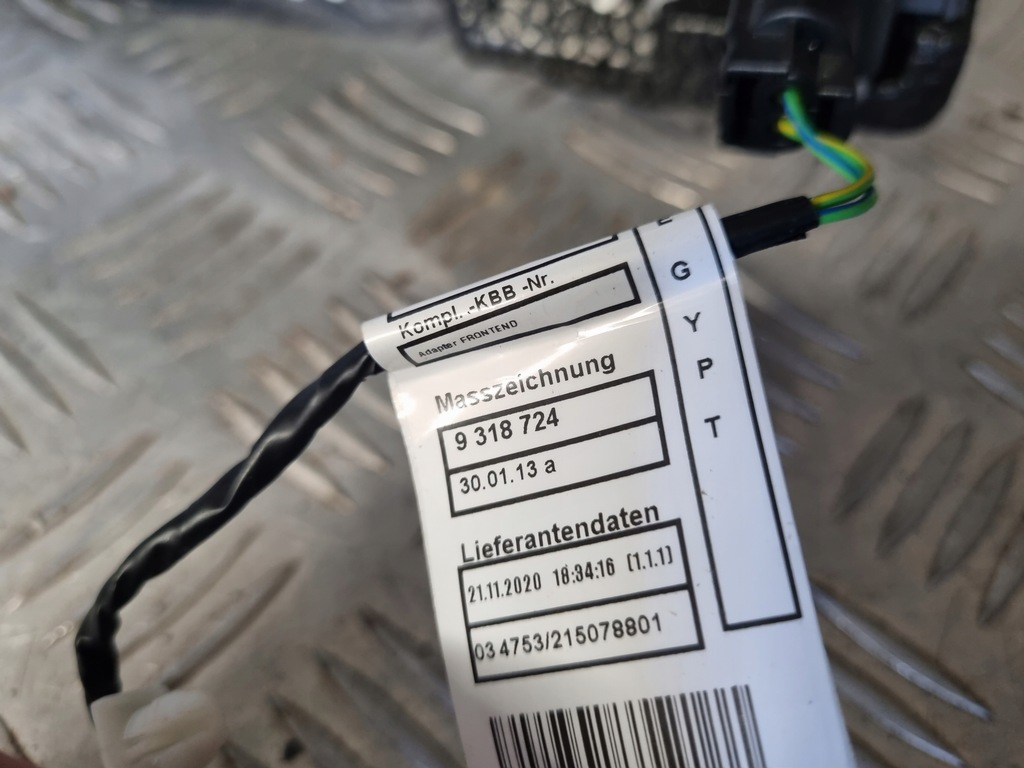 Kompl. -KBB -Nr.
Adapter FRONTEND
Masszeichnung
9 318 724
30.01.13 a
Lieferantendaten
21.11.2020 18:34:16 [1.1.1]
03 4753/215078801
G
Y
P
T